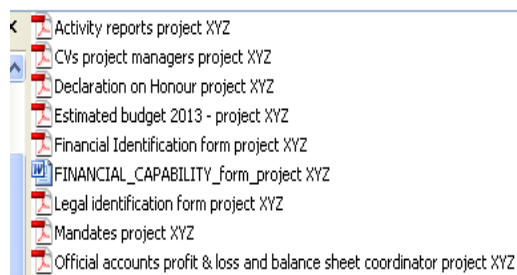 Activity reports project XYZ
CVs project managers project XYZ
Declaration on Honour project XYZ
Estimated budget 2013 - project XYZ
Financial Identification form project XYZ
FINANCIAL_CAPABILITY_form_project XYZ
Legal identification form project XYZ
Mandates project XYZ
Official accounts profit & loss and balance sheet coordinator project XYZ